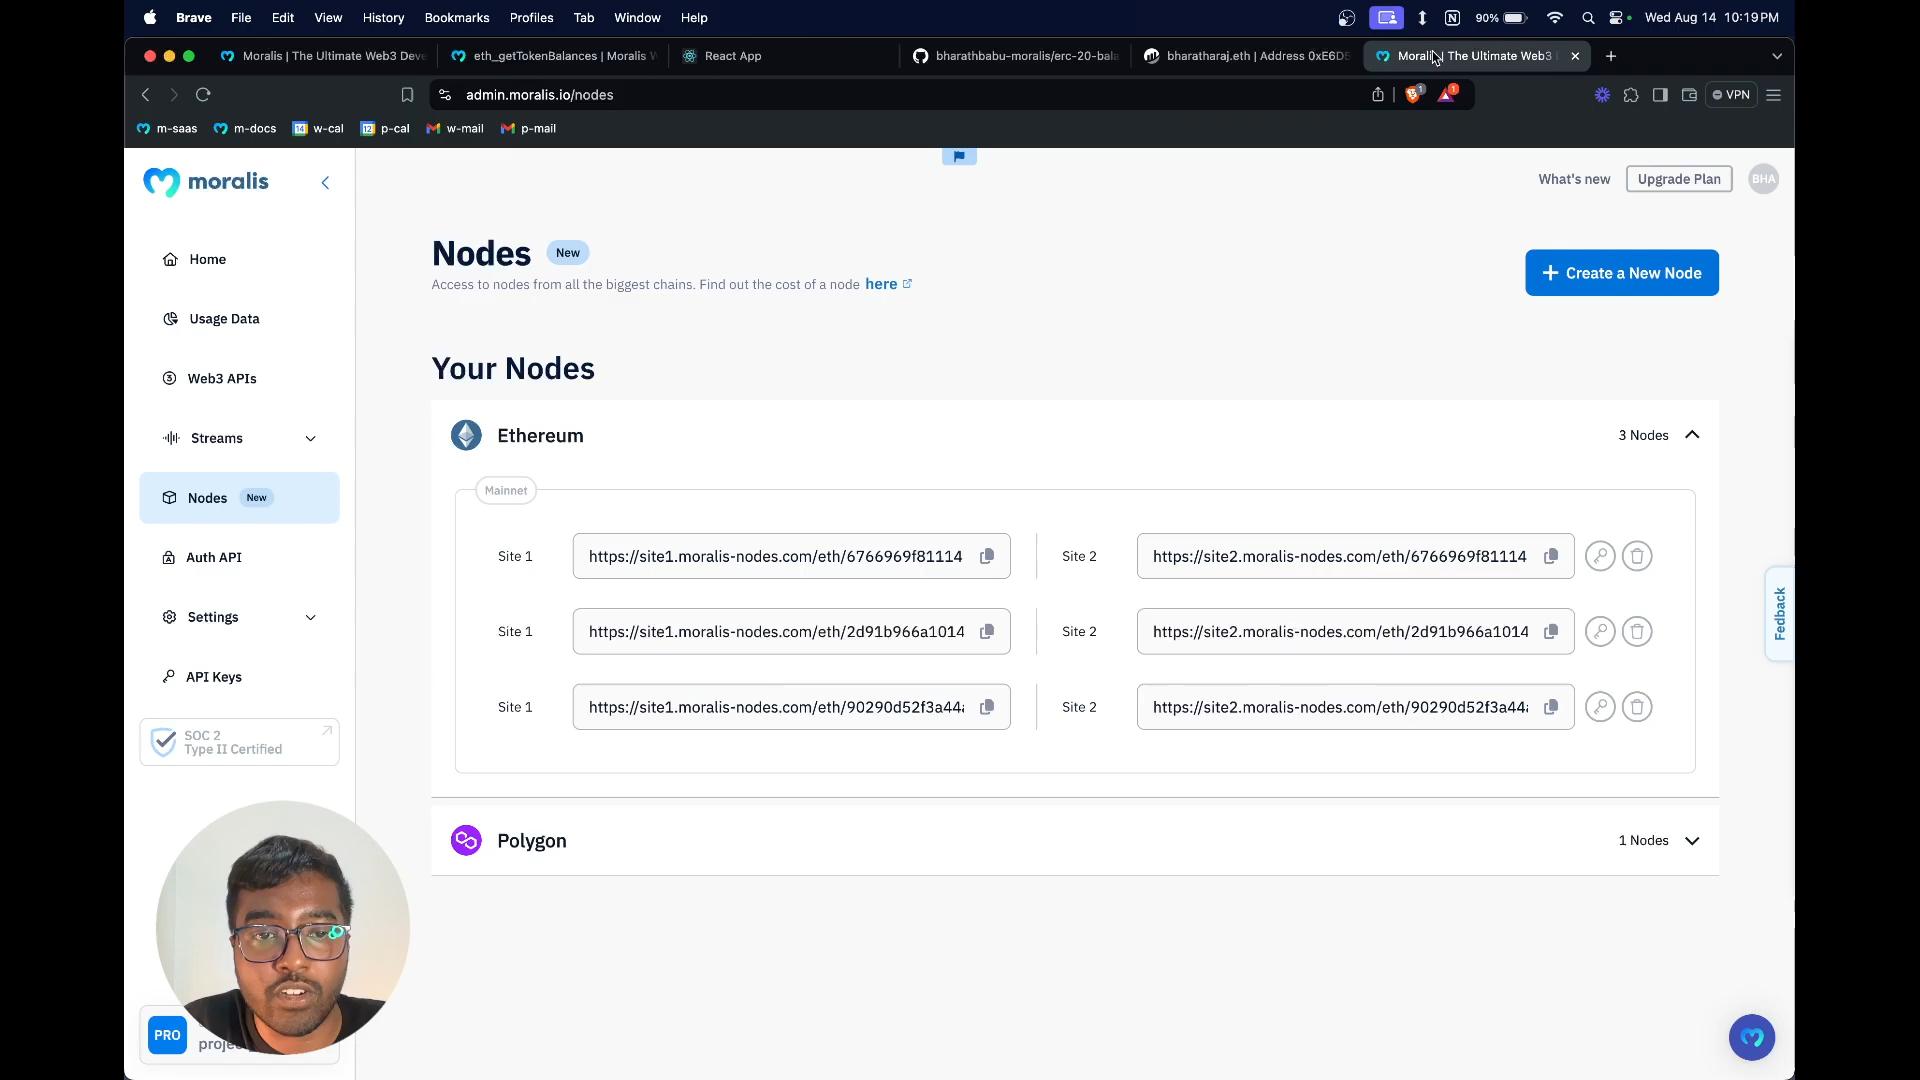 Brave File Edit View History Bookmarks Profiles Tab Window Help
90% Wed Aug 14 10:19 PM
Moralis | The Ultimate Web3 Deve
eth_getTokenBalances | Moralis W
React App
bharathbabu-moralis/erc-20-bala
bharatharaj.eth | Address 0xE6D5
Moralis | The Ultimate Web3
admin.moralis.io/nodes
1
1
VPN
m-saas
m-docs
14 w-cal
12 p-cal
w-mail
p-mail
moralis
What's new
Upgrade Plan
BHA
Home
Usage Data
Web3 APIs
Streams
Nodes New
Auth API
Settings
API Keys
SOC 2
Type II Certified
PRO
Nodes New
Access to nodes from all the biggest chains. Find out the cost of a node here
+ Create a New Node
Your Nodes
Ethereum
3 Nodes
Mainnet
Site 1 https://site1.moralis-nodes.com/eth/6766969f81114 Site 2 https://site2.moralis-nodes.com/eth/6766969f81114
Site 1 https://site1.moralis-nodes.com/eth/2d91b966a1014 Site 2 https://site2.moralis-nodes.com/eth/2d91b966a1014
Site 1 https://site1.moralis-nodes.com/eth/90290d52f3a44 Site 2 https://site2.moralis-nodes.com/eth/90290d52f3a44
Polygon
1 Nodes
Feedback